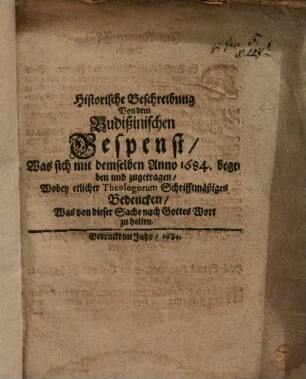 Historische Beschreibung
Von dem
Budißinischen
Gespenst /
Was sich mit demselben Anno 1684. bege
ben und zugetragen /
Wobey etlicher Theologorum Schrifftmäßiges
Bedencken /
Was von dieser Sache nach Gottes Wort
zu halten.
Gedruckt im Jahr / 1684.